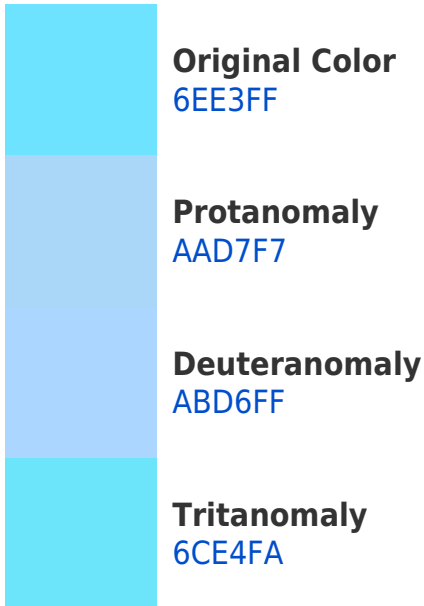 Original Color
6EE3FF
Protanomaly
AAD7F7
Deuteranomaly
ABD6FF
Tritanomaly
6CE4FA